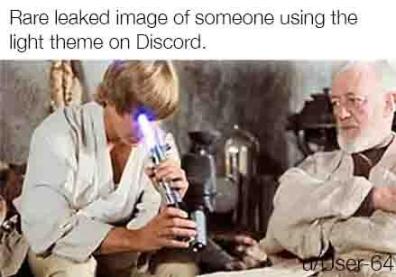 Rare leaked image of someone using the
light theme on Discord.
u/User-64